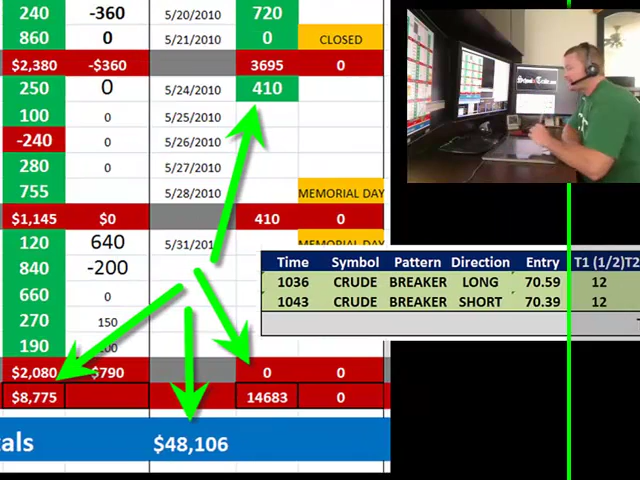 240 -360 5/20/2010 720
860 0 5/21/2010 0 CLOSED
$2,380 -$360 3695 0
250 0 5/24/2010 410
100 0 5/25/2010
-240 0 5/26/2010
280 0 5/27/2010
755 5/28/2010 MEMORIAL DAY
$1,145 $0 410 0
120 640 MEMORIAL DAY
840 -200
660 0
270 150
190
$2,080 $790 0 0
$8,775 14683 0
tals $48,106
Time Symbol Pattern Direction Entry T1 (1/2) T2
1036 CRUDE BREAKER LONG 70.59 12
1043 CRUDE BREAKER SHORT 70.39 12